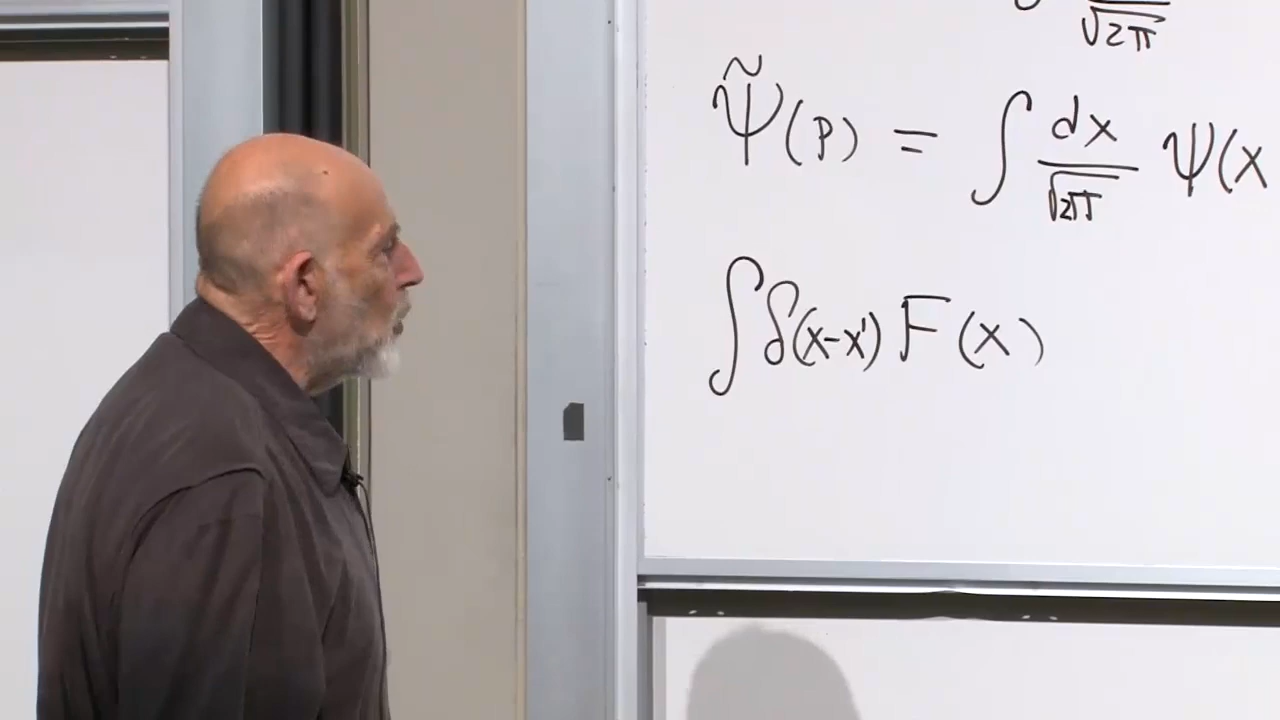 √2π
ψ̃(p) = ∫ dx/√2π ψ(x
∫δ(x-x')F(x)